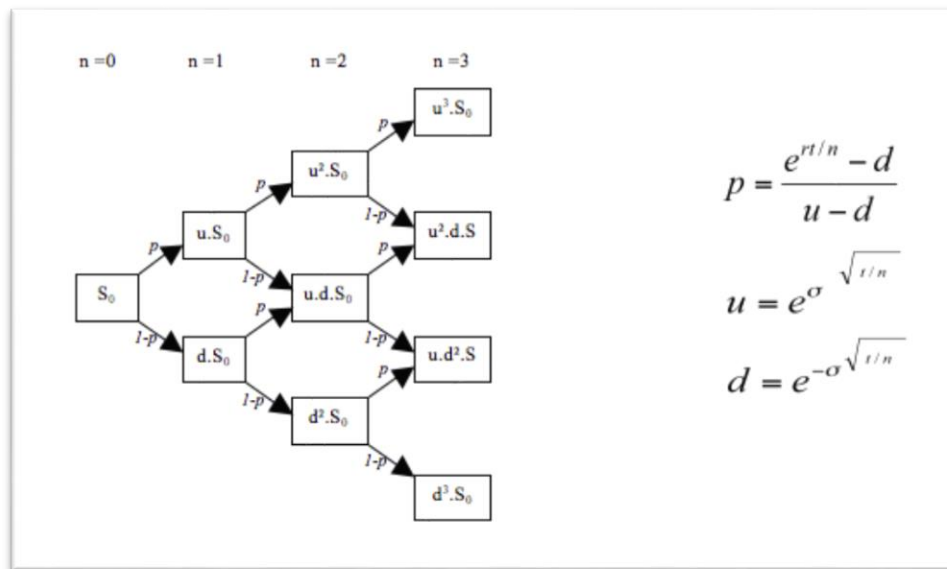 n =0 n =1 n =2 n =3
u³.S₀
p
u².S₀
p
1-p
u.S₀
u².d.S
p
p
1-p
S₀
u.d.S₀
1-p
p
1-p
d.S₀
u.d².S
p
1-p
d².S₀
1-p
d³.S₀
p = (e^{rt/n} – d) / (u – d)
u = e^{σ √t/n}
d = e^{-σ √t/n}